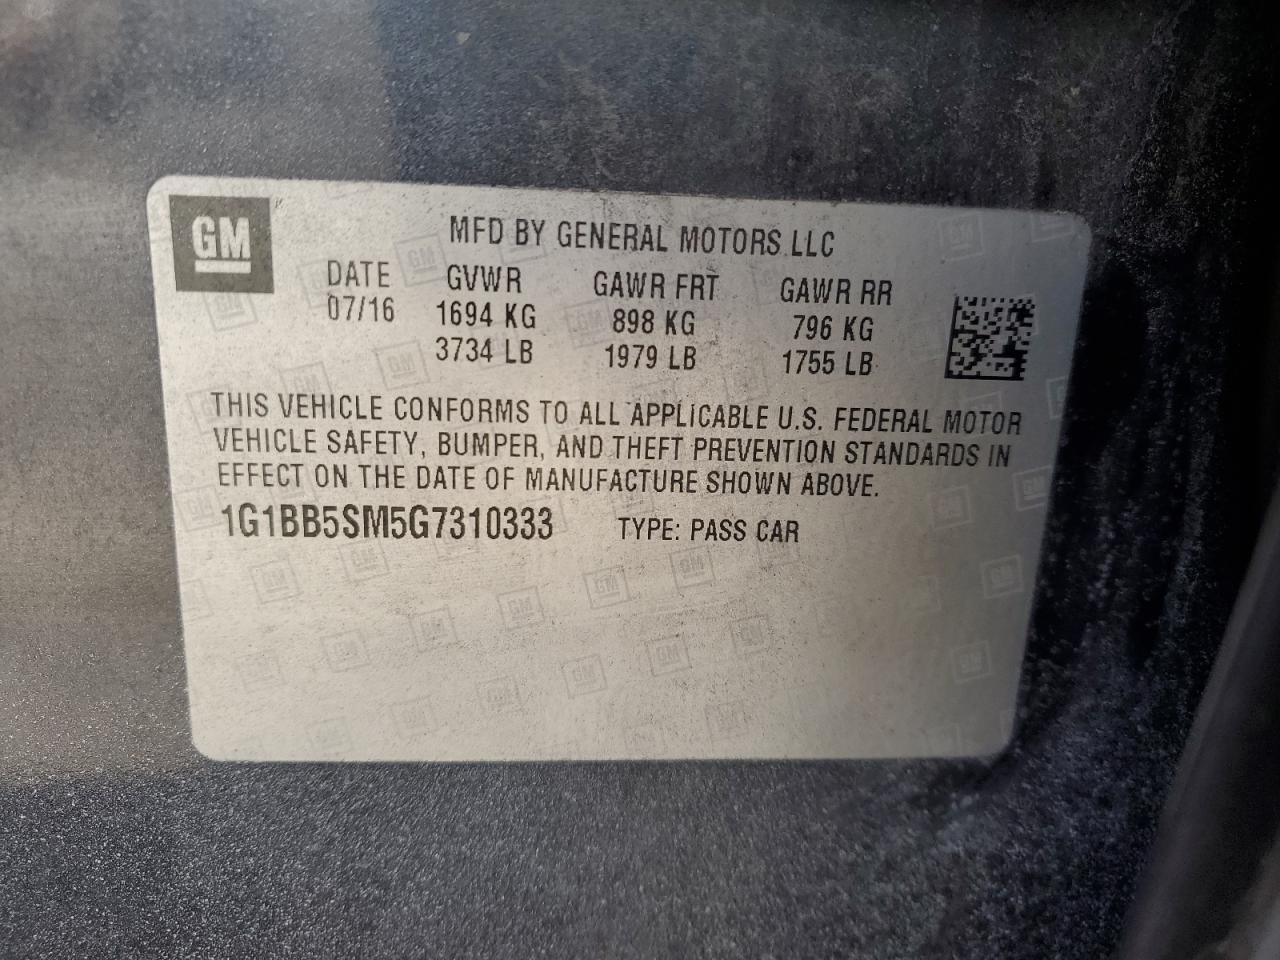 GM
MFD BY GENERAL MOTORS LLC
DATE GVWR GAWR FRT GAWR RR
07/16 1694 KG 898 KG 796 KG
3734 LB 1979 LB 1755 LB
THIS VEHICLE CONFORMS TO ALL APPLICABLE U.S. FEDERAL MOTOR
VEHICLE SAFETY, BUMPER, AND THEFT PREVENTION STANDARDS IN
EFFECT ON THE DATE OF MANUFACTURE SHOWN ABOVE.
1G1BB5SM5G7310333 TYPE: PASS CAR